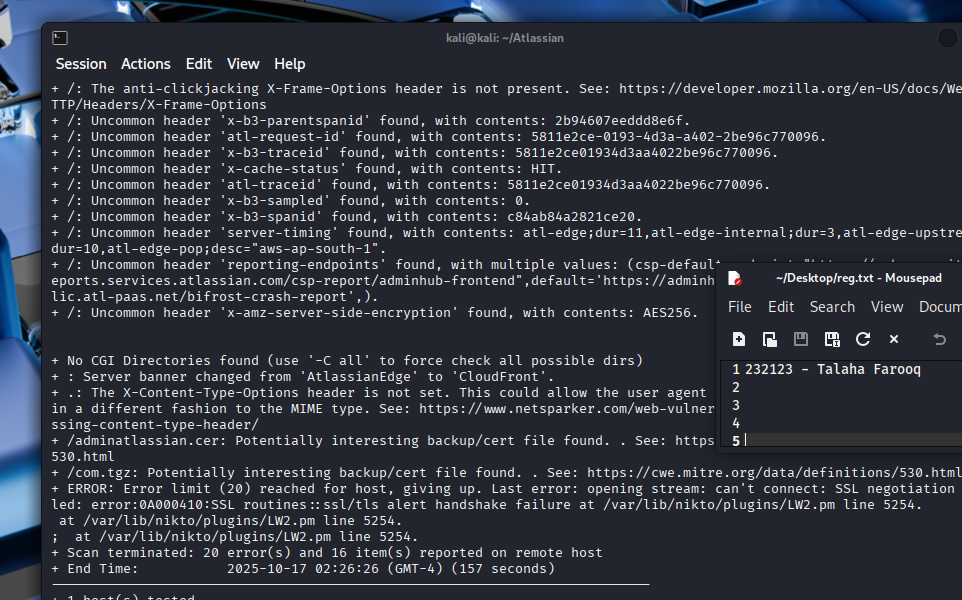 kali@kali: ~/Atlassian
Session Actions Edit View Help
+ /: The anti-clickjacking X-Frame-Options header is not present. See: https://developer.mozilla.org/en-US/docs/We
TTP/Headers/X-Frame-Options
+ /: Uncommon header 'x-b3-parentspanid' found, with contents: 2b94607eeddd8e6f.
+ /: Uncommon header 'atl-request-id' found, with contents: 5811e2ce-0193-4d3a-a402-2be96c770096.
+ /: Uncommon header 'x-b3-traceid' found, with contents: 5811e2ce01934d3aa4022be96c770096.
+ /: Uncommon header 'x-cache-status' found, with contents: HIT.
+ /: Uncommon header 'atl-traceid' found, with contents: 5811e2ce01934d3aa4022be96c770096.
+ /: Uncommon header 'x-b3-sampled' found, with contents: 0.
+ /: Uncommon header 'x-b3-spanid' found, with contents: c84ab84a2821ce20.
+ /: Uncommon header 'server-timing' found, with contents: atl-edge;dur=11,atl-edge-internal;dur=3,atl-edge-upstre
dur=10,atl-edge-pop;desc="aws-ap-south-1".
+ /: Uncommon header 'reporting-endpoints' found, with multiple values: (csp-defaul
eports.services.atlassian.com/csp-report/adminhub-frontend",default='https://adminh
lic.atl-paas.net/bifrost-crash-report',).
+ /: Uncommon header 'x-amz-server-side-encryption' found, with contents: AES256.
+ No CGI Directories found (use '-C all' to force check all possible dirs)
+ : Server banner changed from 'AtlassianEdge' to 'CloudFront'.
+ .: The X-Content-Type-Options header is not set. This could allow the user agent
in a different fashion to the MIME type. See: https://www.netsparker.com/web-vulner
ssing-content-type-header/
+ /adminatlassian.cer: Potentially interesting backup/cert file found. . See: https
530.html
+ /com.tgz: Potentially interesting backup/cert file found. . See: https://cwe.mitre.org/data/definitions/530.html
+ ERROR: Error limit (20) reached for host, giving up. Last error: opening stream: can't connect: SSL negotiation
led: error:0A000410:SSL routines::ssl/tls alert handshake failure at /var/lib/nikto/plugins/LW2.pm line 5254.
at /var/lib/nikto/plugins/LW2.pm line 5254.
; at /var/lib/nikto/plugins/LW2.pm line 5254.
+ Scan terminated: 20 error(s) and 16 item(s) reported on remote host
+ End Time: 2025-10-17 02:26:26 (GMT-4) (157 seconds)
+ 1 host(s) tested
~/Desktop/reg.txt - Mousepad
File Edit Search View Docum
1 232123 - Talaha Farooq
2
3
4
5